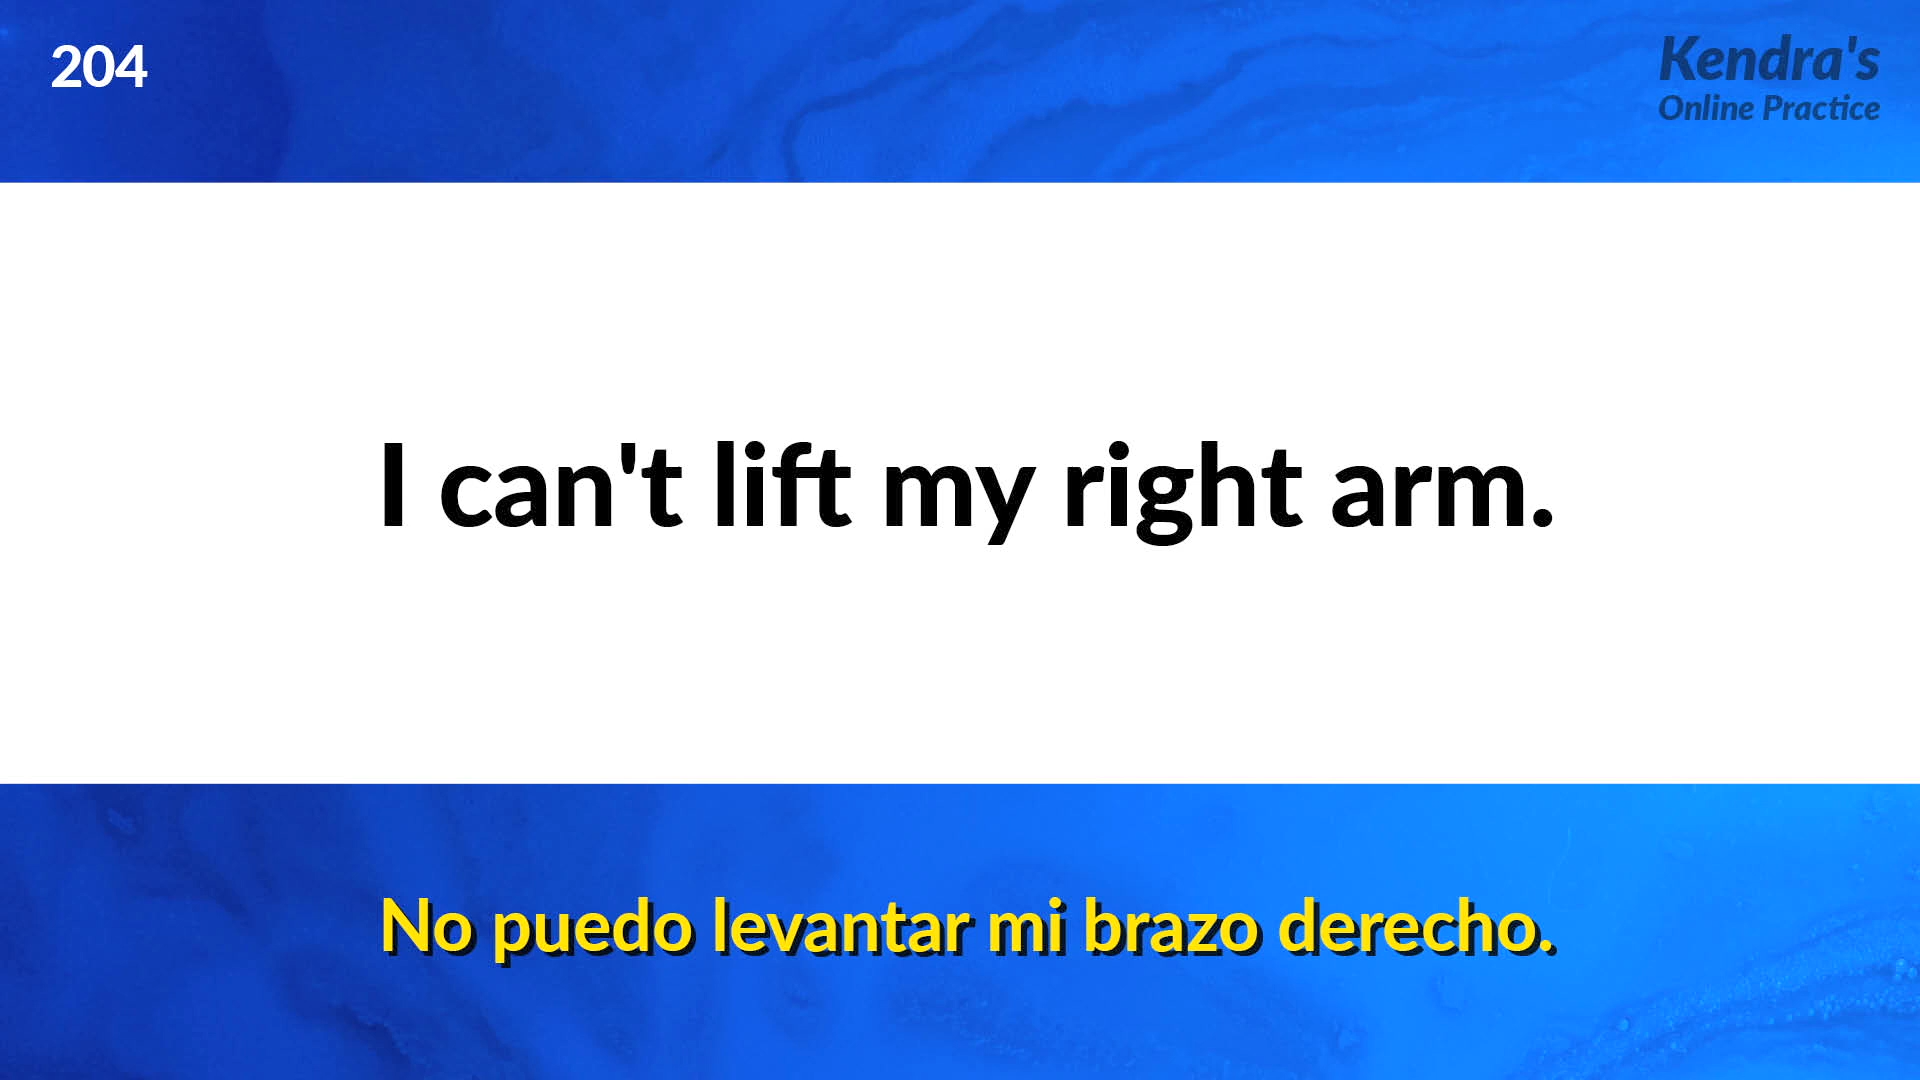 204
Kendra's
Online Practice
I can't lift my right arm.
No puedo levantar mi brazo derecho.